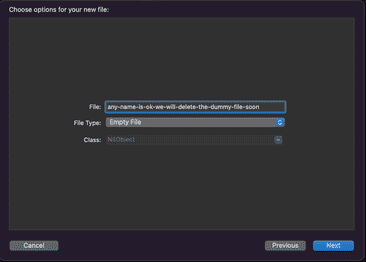 Choose options for your new file:
File: any-name-is-ok-we-will-delete-the-dummy-file-soon
File Type: Empty File
Class: NSObject
Cancel Previous Next